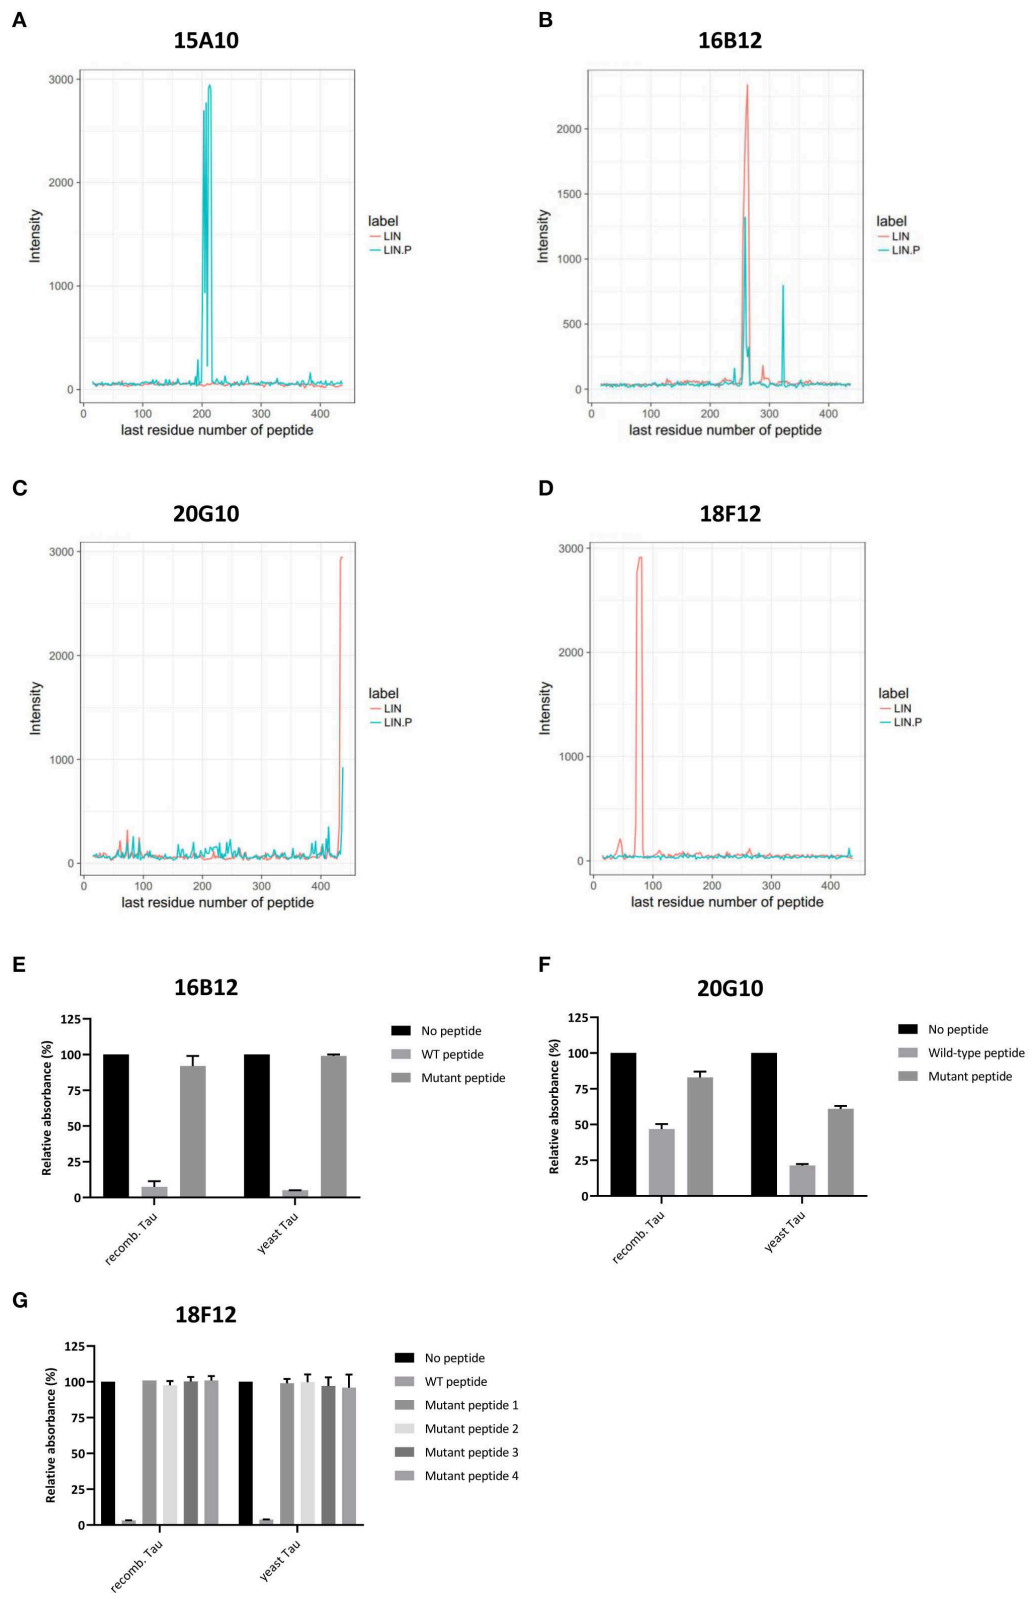 A
15A10
3000
2000
1000
0
0 100 200 300 400
Intensity
last residue number of peptide
label
LIN
LIN.P
B
16B12
2000
1500
1000
500
0
0 100 200 300 400
Intensity
last residue number of peptide
label
LIN
LIN.P
C
20G10
3000
2000
1000
0
0 100 200 300 400
Intensity
last residue number of peptide
label
LIN
LIN.P
D
18F12
3000
2000
1000
0
0 100 200 300 400
Intensity
last residue number of peptide
label
LIN
LIN.P
E
16B12
125
100
75
50
25
0
Relative absorbance (%)
recomb. Tau
yeast Tau
No peptide
WT peptide
Mutant peptide
F
20G10
125
100
75
50
25
0
Relative absorbance (%)
recomb. Tau
yeast Tau
No peptide
Wild-type peptide
Mutant peptide
G
18F12
125
100
75
50
25
0
Relative absorbance (%)
recomb. Tau
yeast Tau
No peptide
WT peptide
Mutant peptide 1
Mutant peptide 2
Mutant peptide 3
Mutant peptide 4